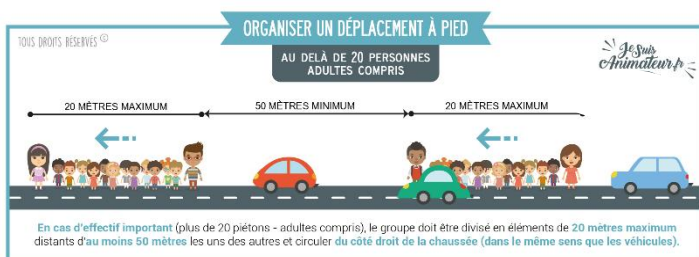 ORGANISER UN DÉPLACEMENT À PIED
TOUS DROITS RÉSERVÉS ©
AU DELÀ DE 20 PERSONNES
ADULTES COMPRIS
JeSuis
Animateur.fr
20 MÈTRES MAXIMUM 50 MÈTRES MINIMUM 20 MÈTRES MAXIMUM
En cas d'effectif important (plus de 20 piétons - adultes compris), le groupe doit être divisé en éléments de 20 mètres maximum
distants d'au moins 50 mètres les uns des autres et circuler du côté droit de la chaussée (dans le même sens que les véhicules).